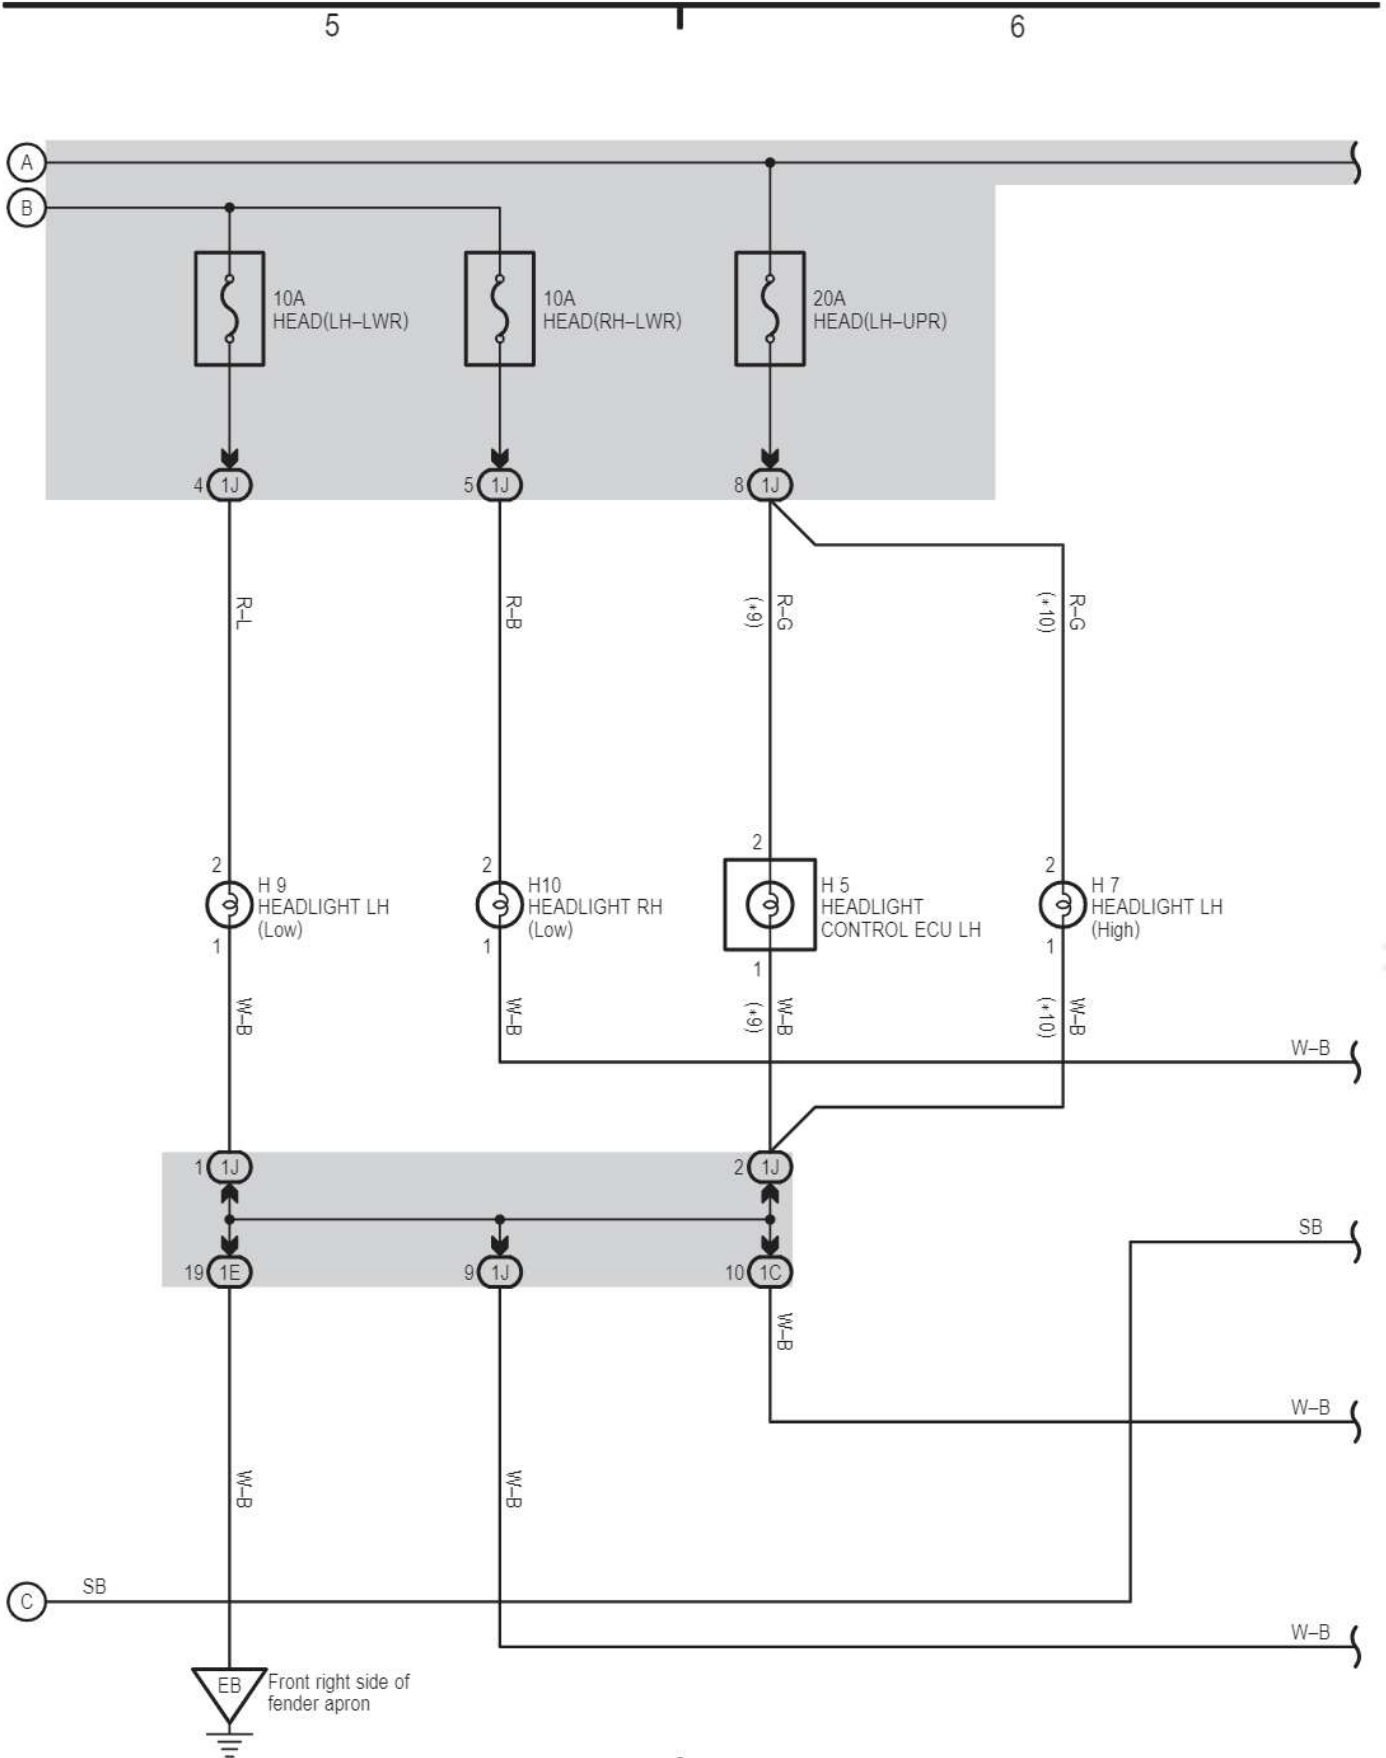 5
6
A
B
10A
HEAD(LH–LWR)
10A
HEAD(RH–LWR)
20A
HEAD(LH–UPR)
4 1J
5 1J
8 1J
R–L
R–B
(*9)
R–G
(*10)
R–G
2
H 9
HEADLIGHT LH
(Low)
1
2
H10
HEADLIGHT RH
(Low)
1
2
H 5
HEADLIGHT
CONTROL ECU LH
1
2
H 7
HEADLIGHT LH
(High)
1
W–B
W–B
(*9)
W–B
(*10)
W–B
W–B
1 1J
2 1J
19 1E
9 1J
10 1C
SB
W–B
W–B
W–B
W–B
C
SB
W–B
EB
Front right side of
fender apron